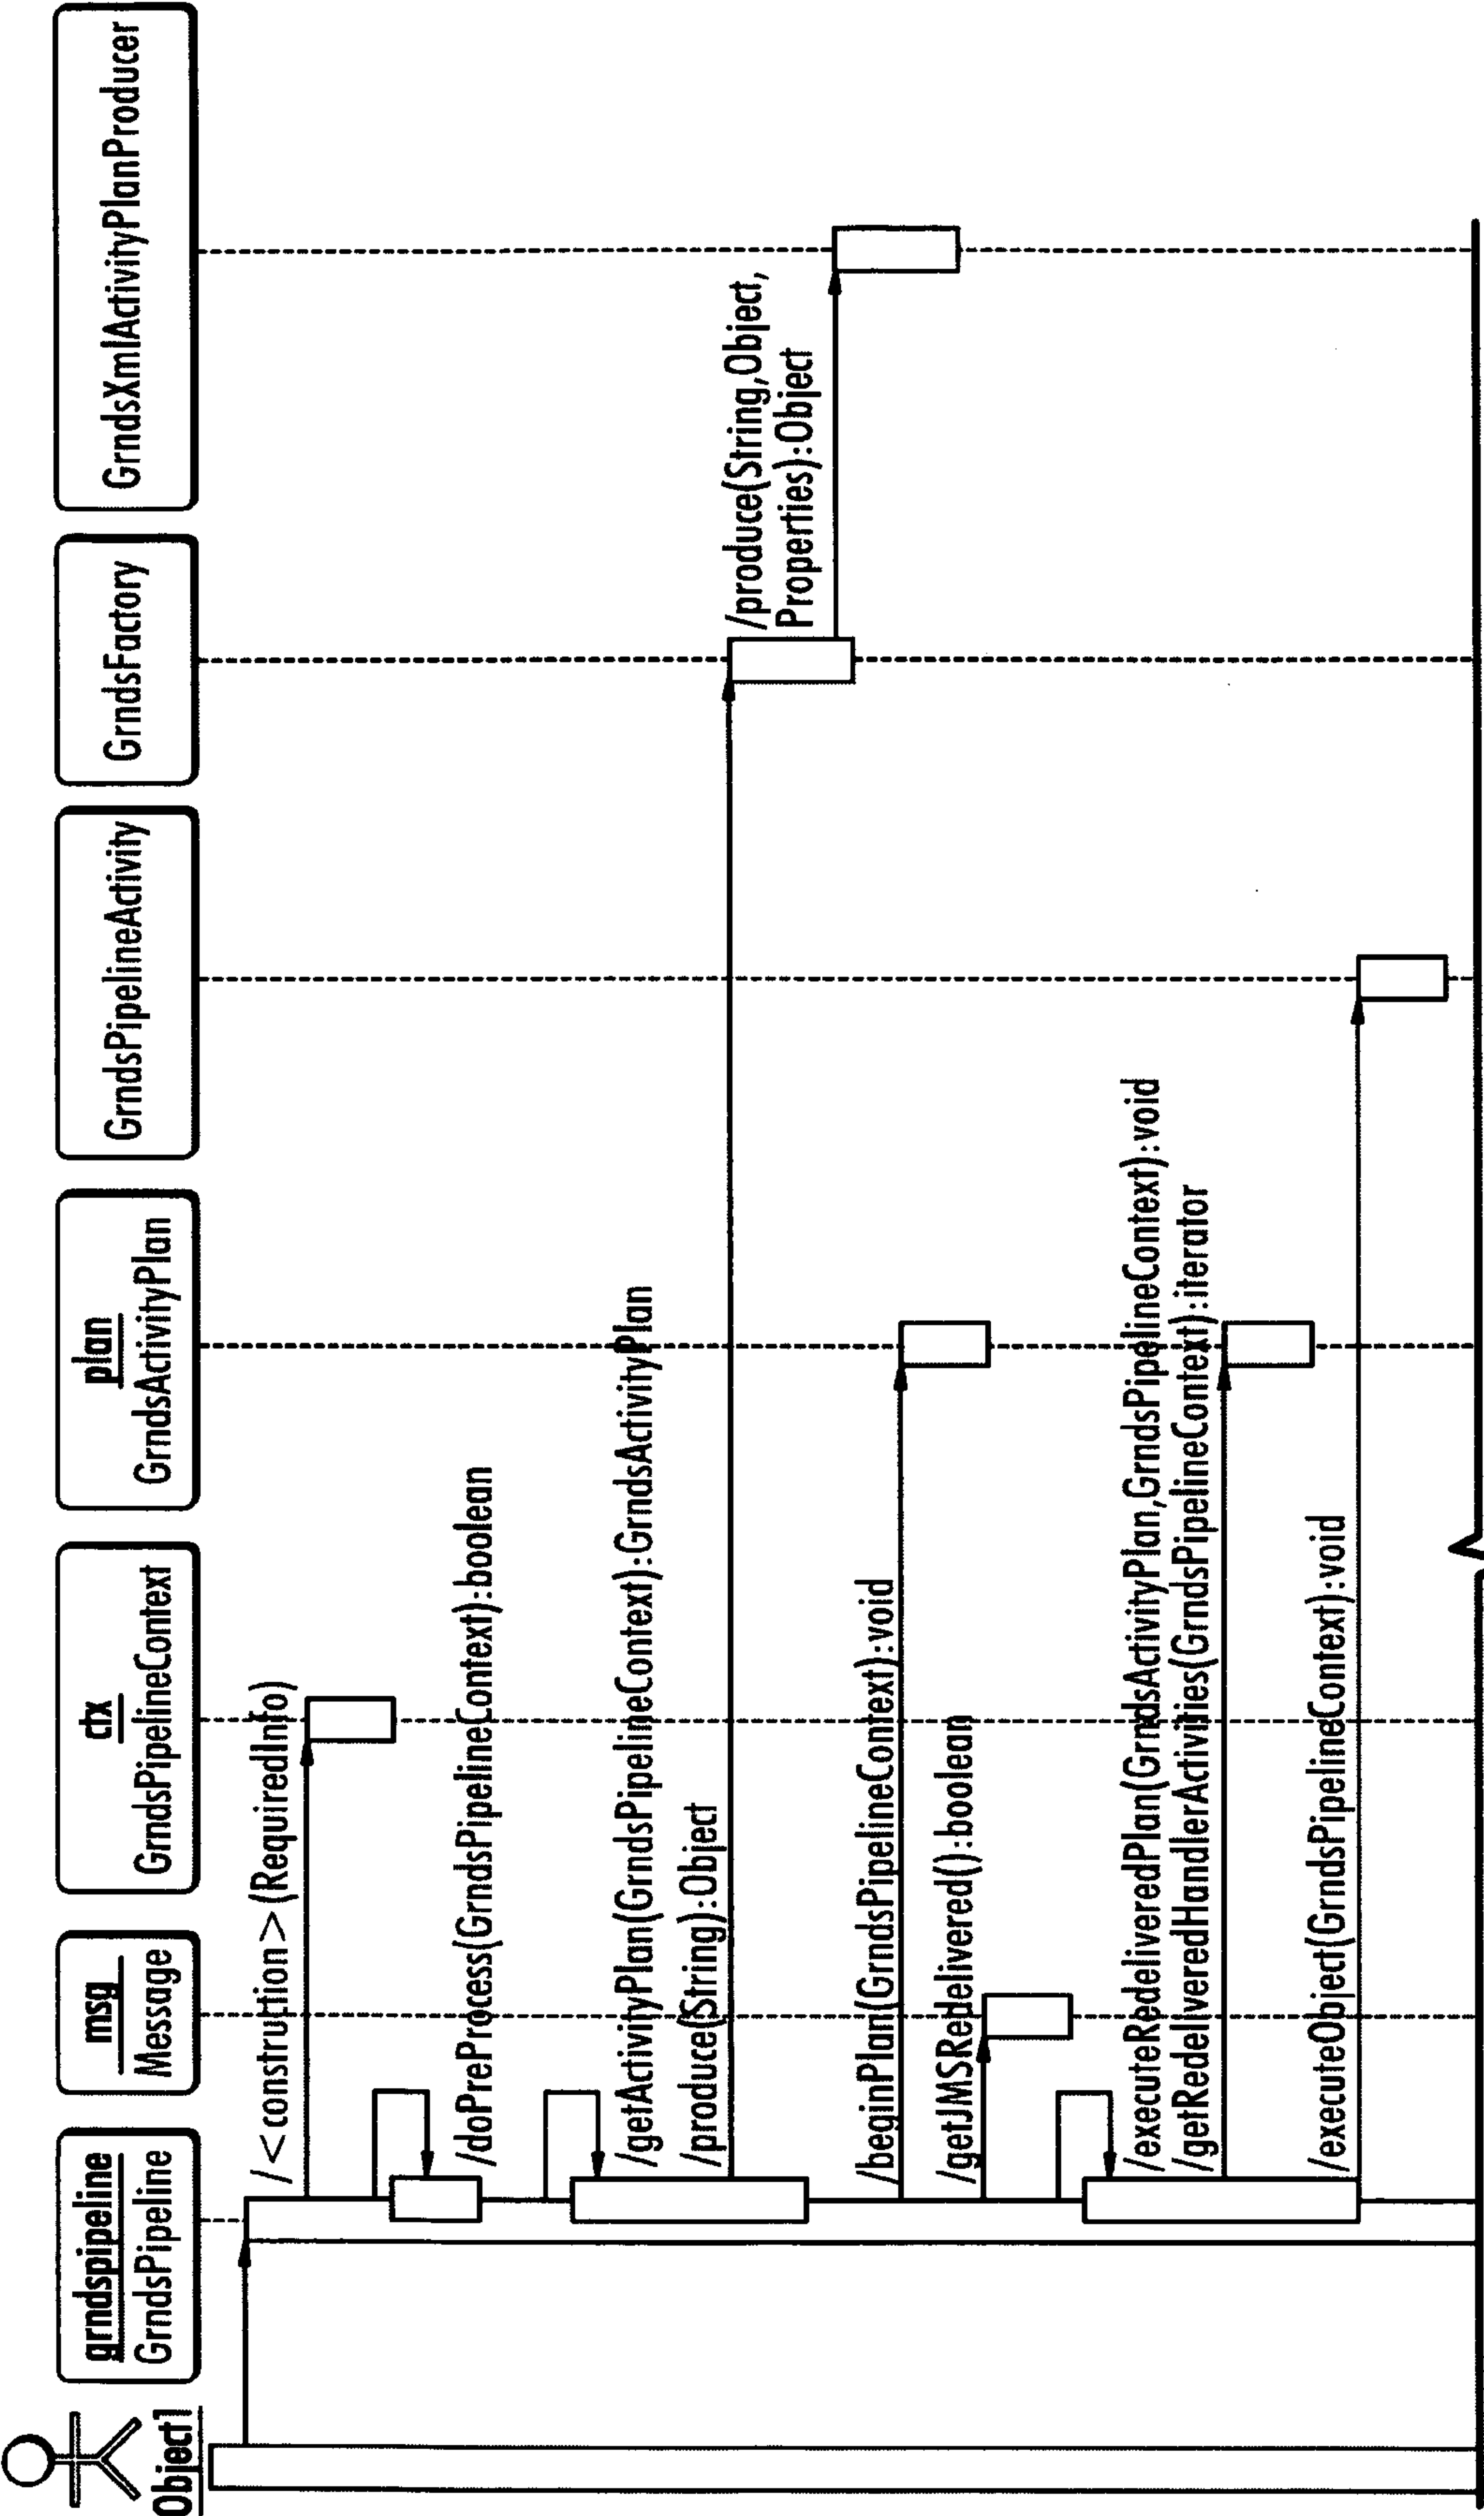 Object1
grndspipeline
GrndsPipeline
msg
Message
ctx
GrndsPipelineContext
plan
GrndsActivityPlan
GrndsPipelineActivity
GrndsFactory
GrndsXmlActivityPlanProducer
/<construction>(RequiredInfo)
/doPreProcess(GrndsPipelineContext):boolean
/getActivityPlan(GrndsPipelineContext):GrndsActivityPlan
/produce(String):Object
/produce(String,Object,
Properties):Object
/beginPlan(GrndsPipelineContext):void
/getJMSRedelivered():boolean
/executeRedeliveredPlan(GrndsActivityPlan,GrndsPipelineContext):void
/getRedeliveredHandlerActivities(GrndsPipelineContext):iterator
/executeObject(GrndsPipelineContext):void